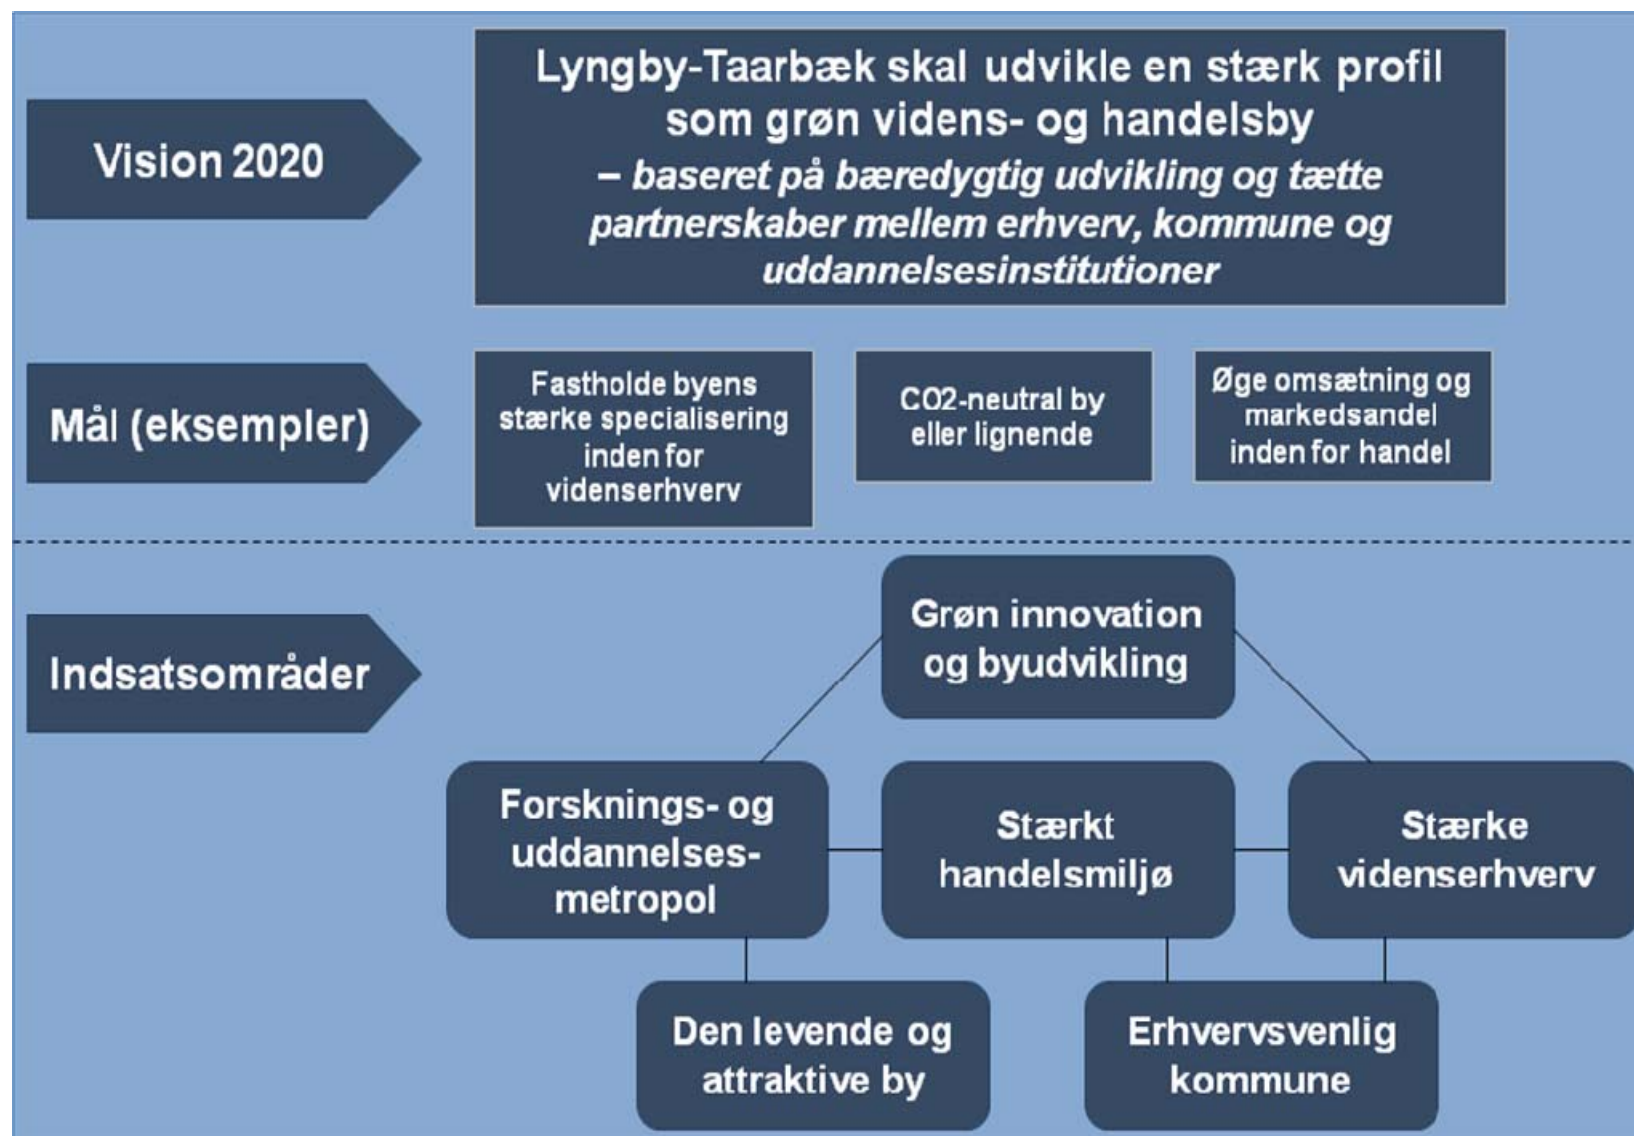 Vision 2020
Lyngby-Taarbæk skal udvikle en stærk profil
som grøn videns- og handelsby
– baseret på bæredygtig udvikling og tætte
partnerskaber mellem erhverv, kommune og
uddannelsesinstitutioner
Mål (eksempler)
Fastholde byens
stærke specialisering
inden for
videnserhverv
CO2-neutral by
eller lignende
Øge omsætning og
markedsandel
inden for handel
Indsatsområder
Grøn innovation
og byudvikling
Forsknings- og
uddannelses-
metropol
Stærkt
handelsmiljø
Stærke
videnserhverv
Den levende og
attraktive by
Erhvervsvenlig
kommune